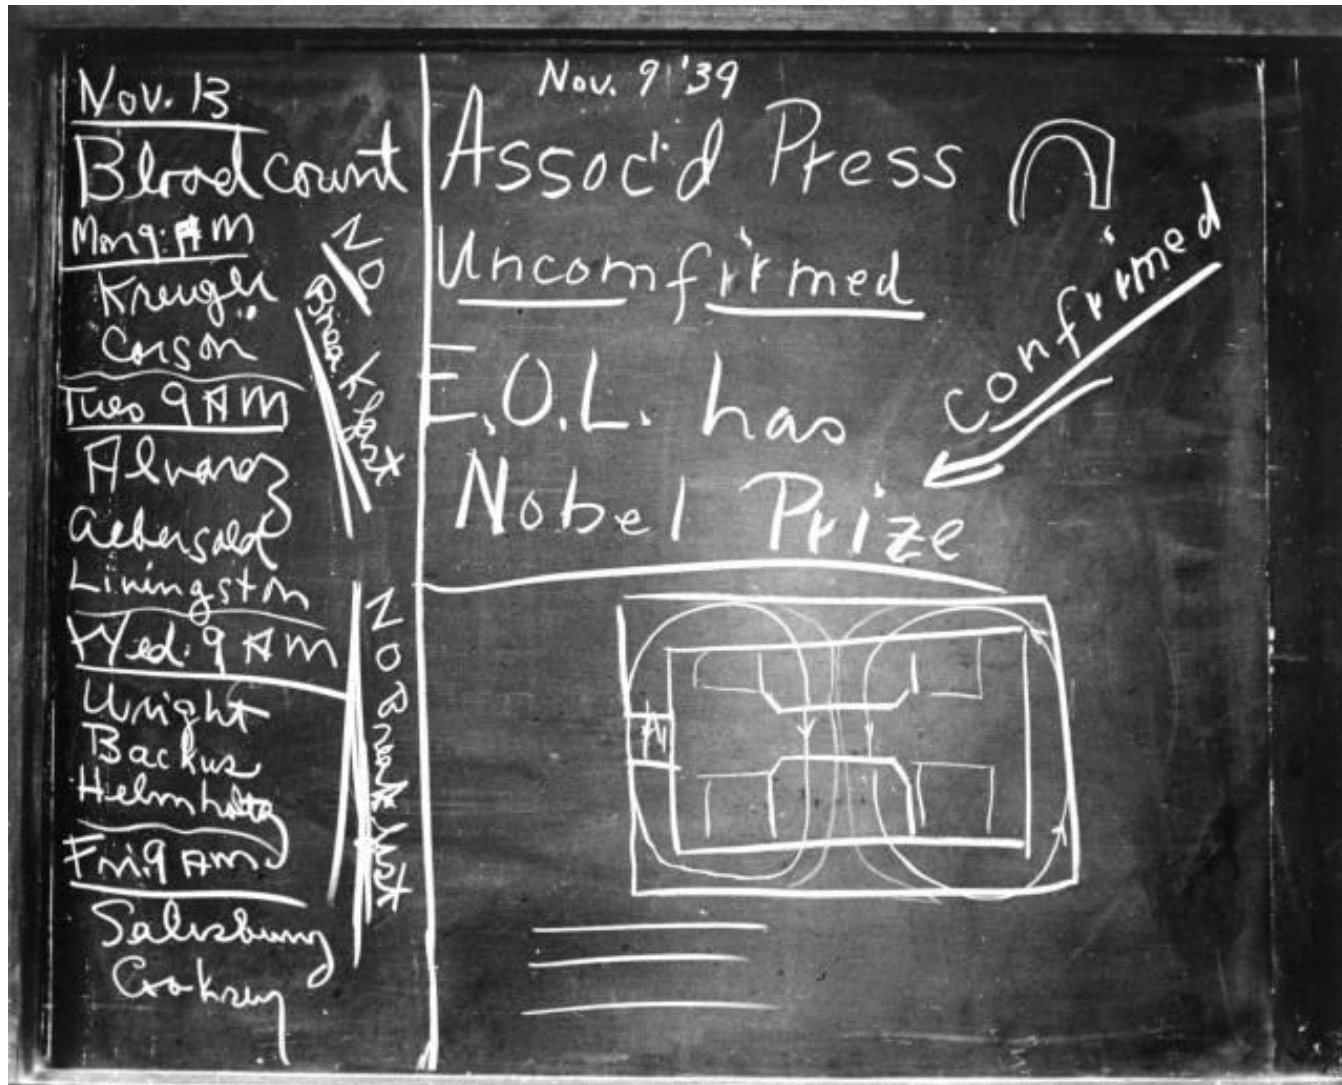 Nov. 13
Blood count
Mon 9: AM
Kreuger
Corson
Tues 9 AM
Alvarez
Aebersold
Livingston
Wed. 9 AM
Wright
Backus
Helmholtz
Fri 9 AM
Salisbury
Cooksey
No
Breakfast
No Breakfast
Nov. 9 '39
Assoc'd Press
Uncomfirmed
E.O.L. has
Nobel Prize
Confirmed